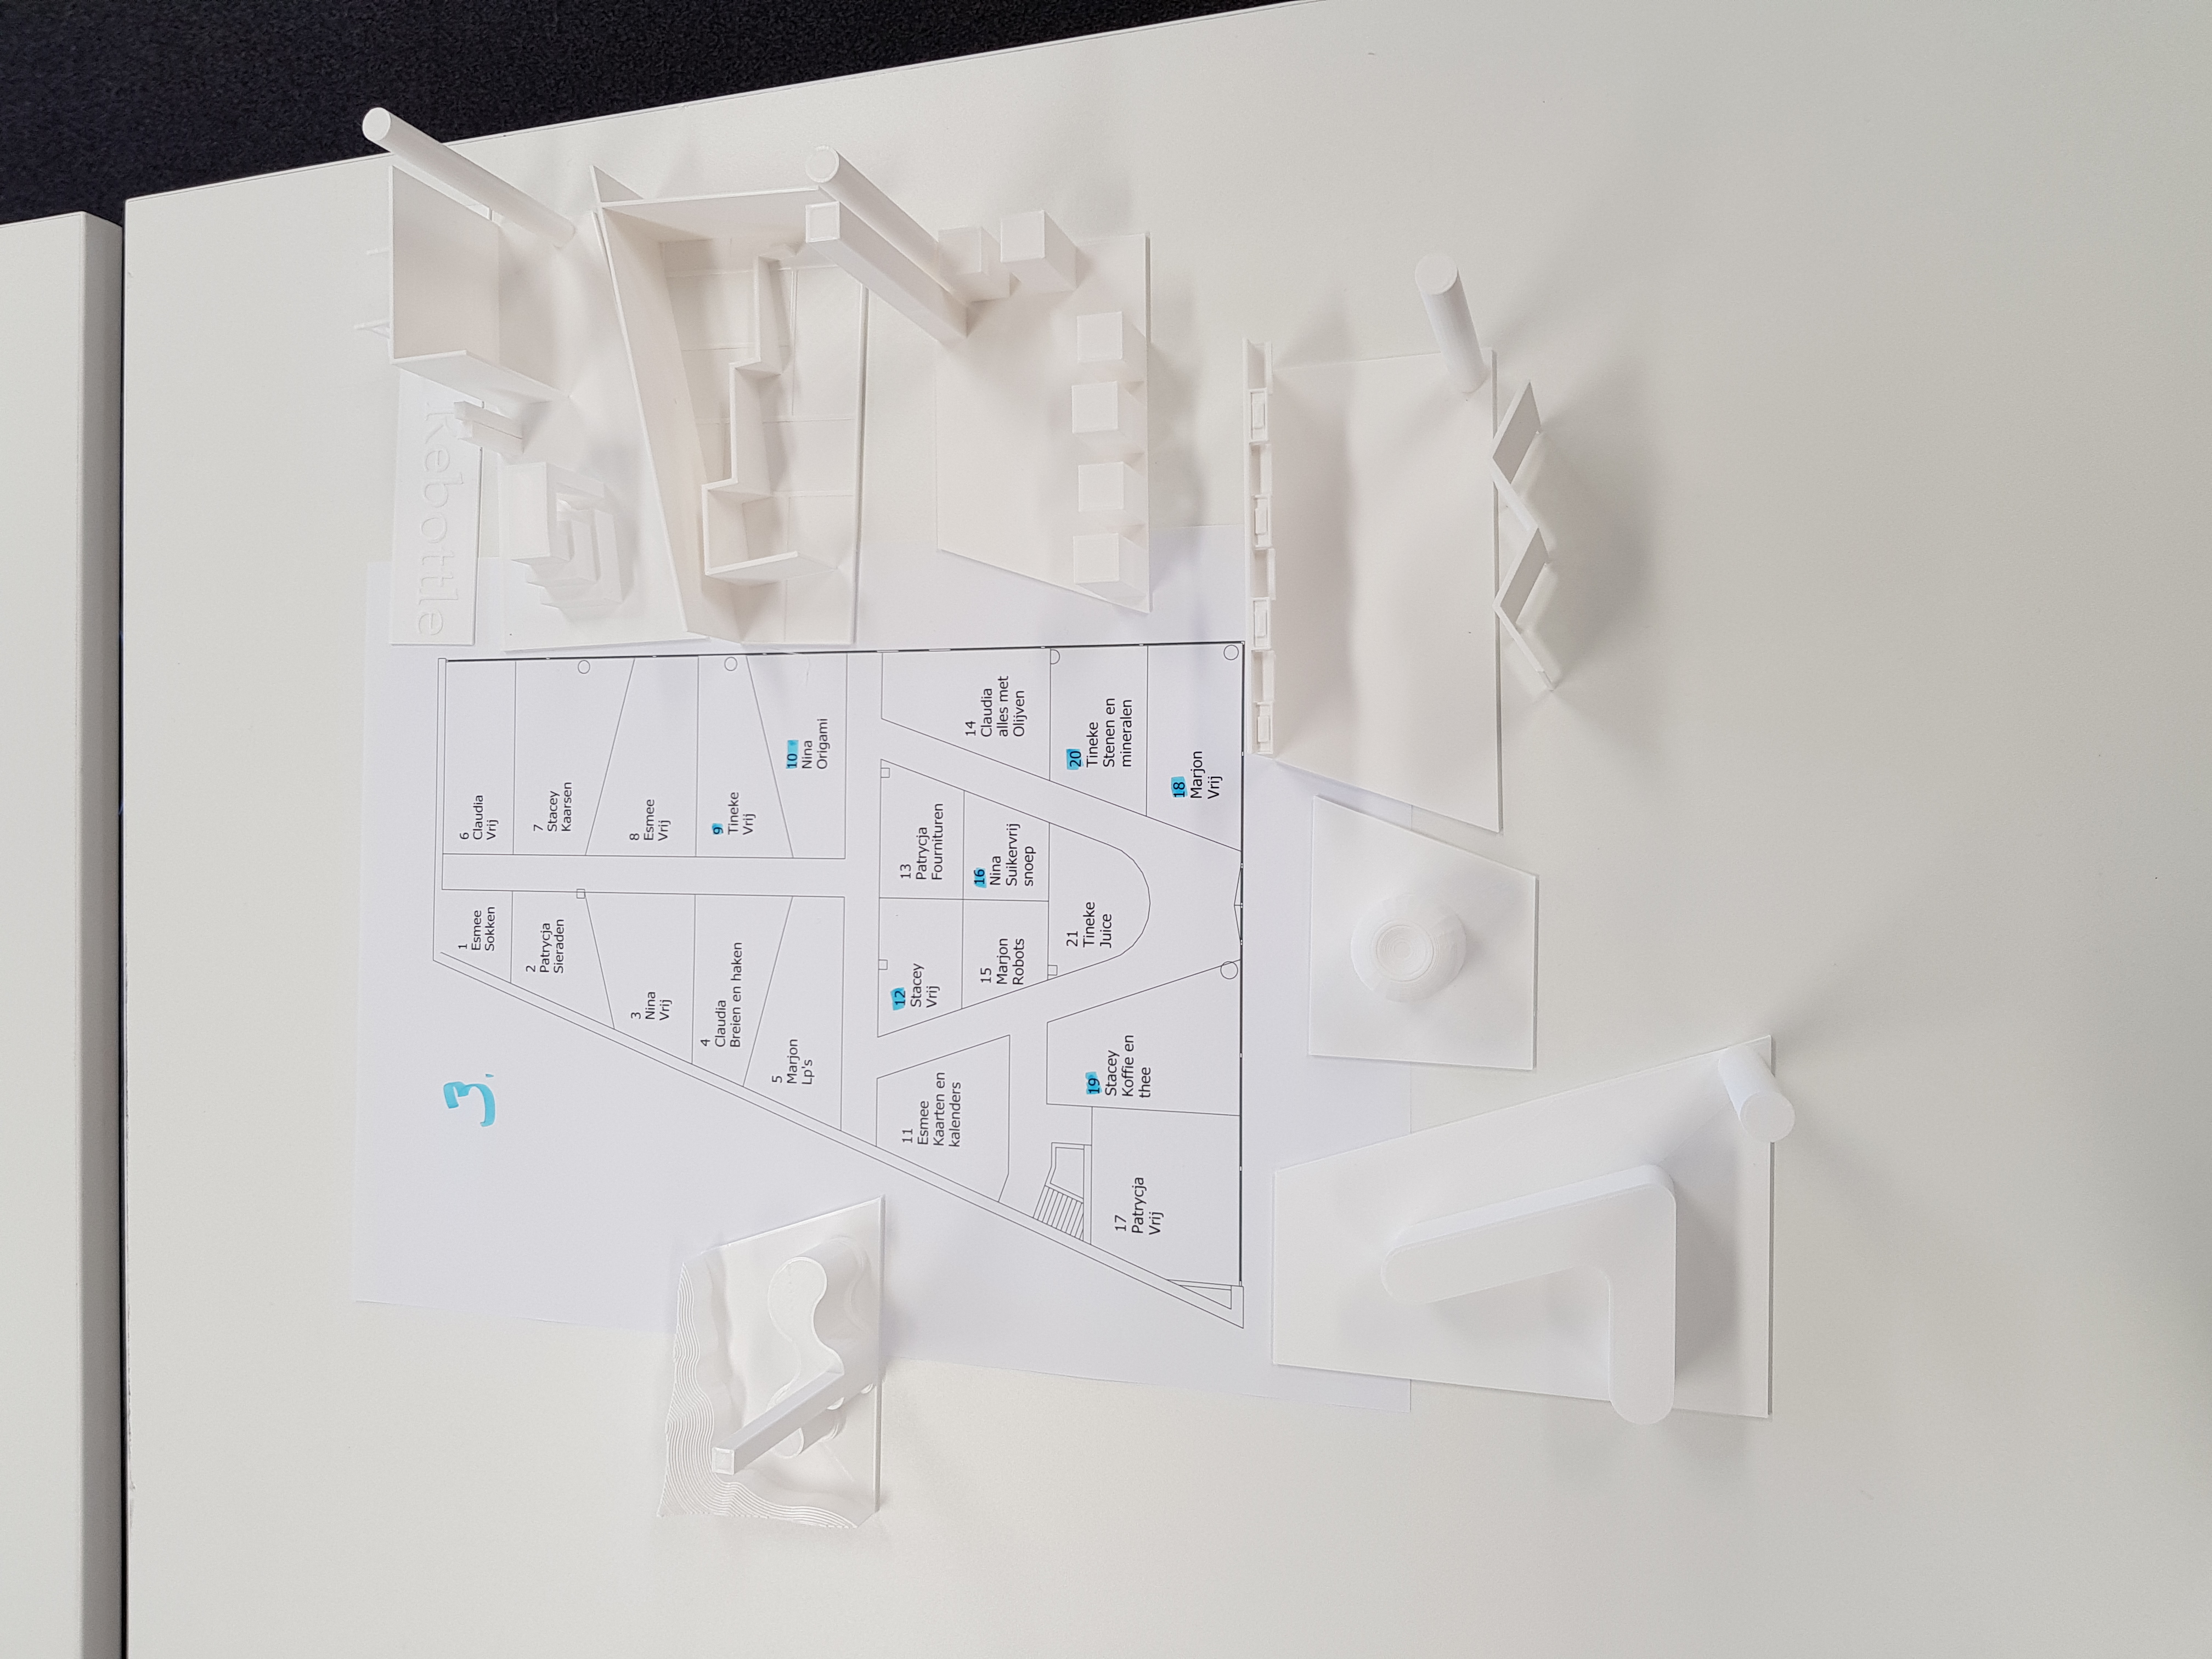 3.
1
Esmee
Sokken
6
Claudia
Vrij
2
Patrycja
Sieraden
7
Stacey
Kaarsen
3
Nina
Vrij
8
Esmee
Vrij
4
Claudia
Breien en haken
9
Tineke
Vrij
5
Marjon
Lp's
10
Nina
Origami
11
Esmee
Kaarten en
kalenders
12
Stacey
Vrij
13
Patrycja
Fournituren
14
Claudia
alles met
Olijven
15
Marjon
Robots
16
Nina
Suikervrij
snoep
17
Patrycja
Vrij
19
Stacey
Koffie en
thee
21
Tineke
Juice
20
Tineke
Stenen en
mineralen
18
Marjon
Vrij
Rebottle